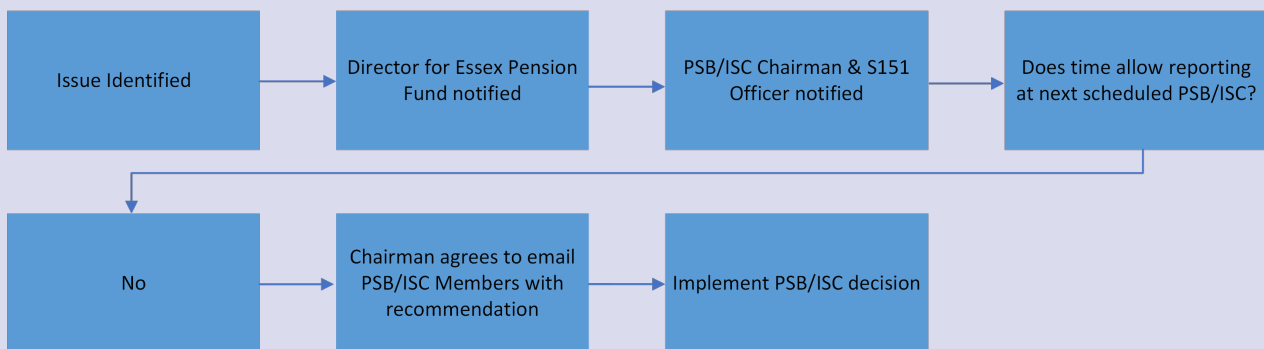 Issue Identified
Director for Essex Pension
Fund notified
PSB/ISC Chairman & S151
Officer notified
Does time allow reporting
at next scheduled PSB/ISC?
No
Chairman agrees to email
PSB/ISC Members with
recommendation
Implement PSB/ISC decision